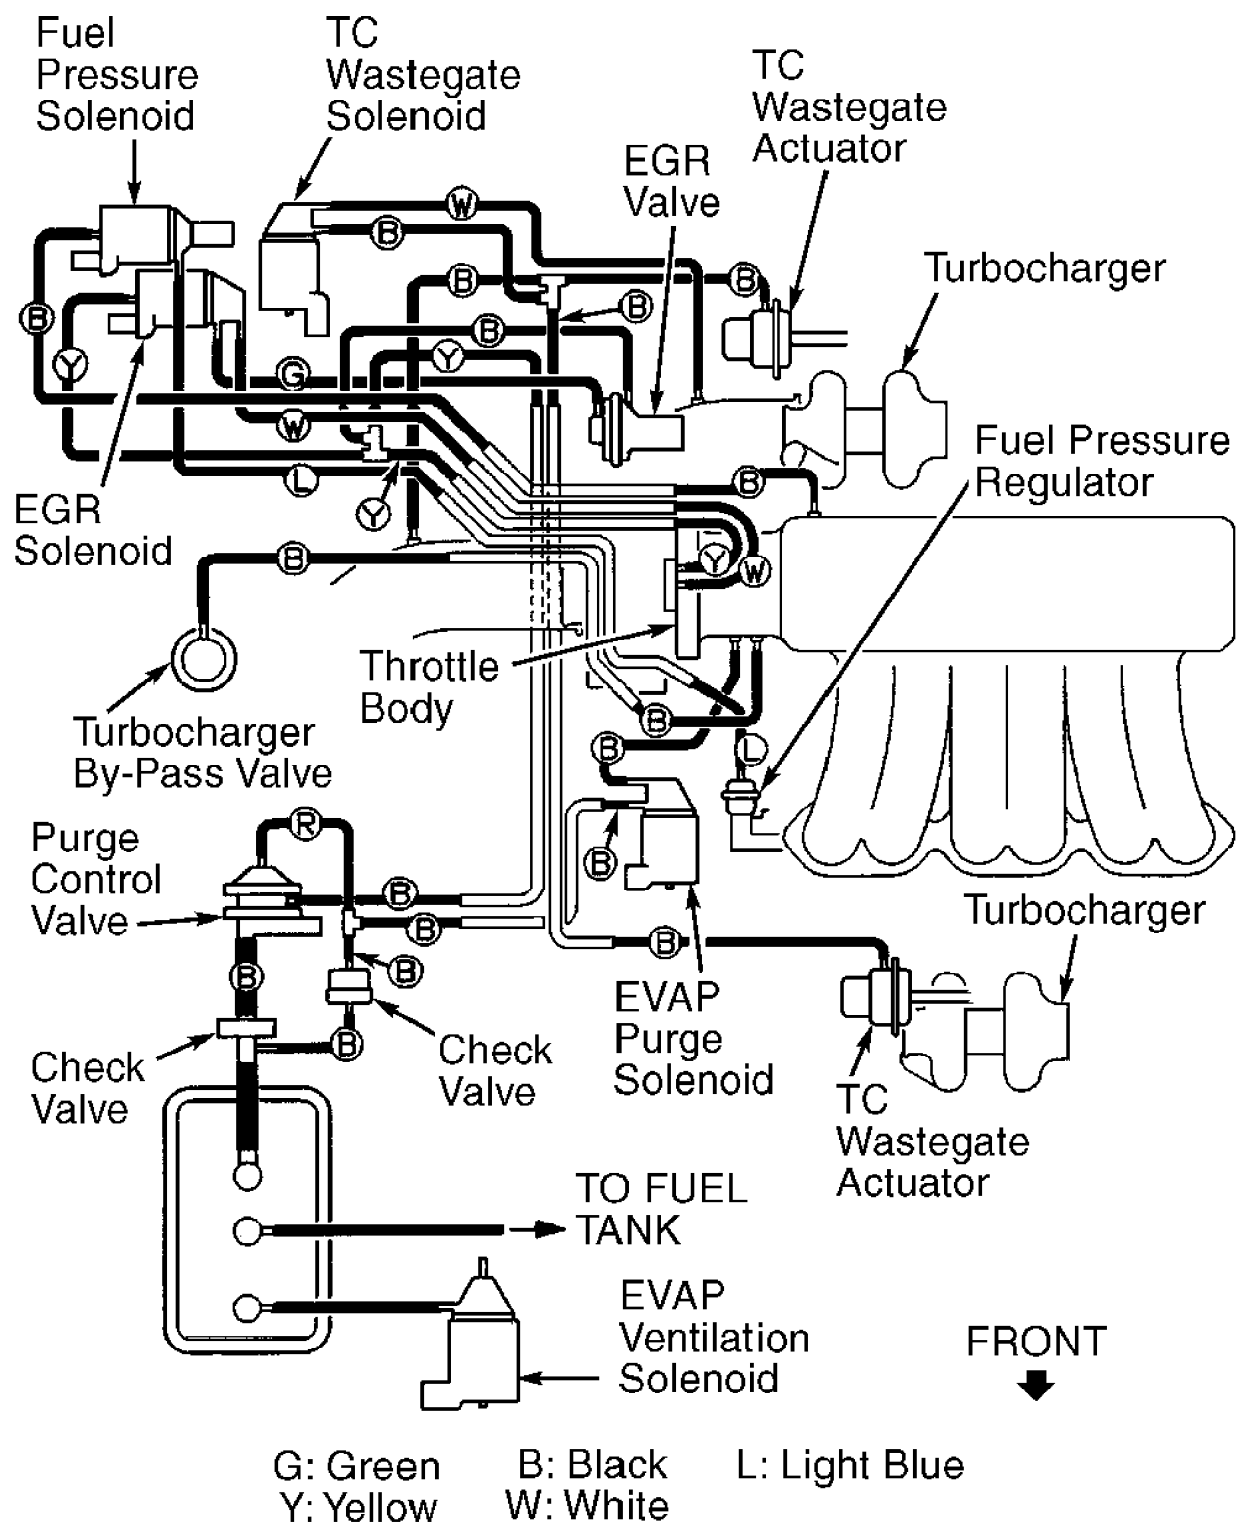 Fuel
Pressure
Solenoid
TC
Wastegate
Solenoid
TC
Wastegate
Actuator
EGR
Valve
Turbocharger
W
B
B
B
B
B
B
Y
Y
G
W
L
Y
Fuel Pressure
Regulator
B
EGR
Solenoid
B
Y
W
Throttle
Body
Turbocharger
By-Pass Valve
B
B
L
Purge
Control
Valve
R
B
B
B
Turbocharger
B
B
B
EVAP
Purge
Solenoid
B
B
Check
Valve
Check
Valve
TC
Wastegate
Actuator
TO FUEL
TANK
EVAP
Ventilation
Solenoid
FRONT
G: Green B: Black L: Light Blue
Y: Yellow W: White